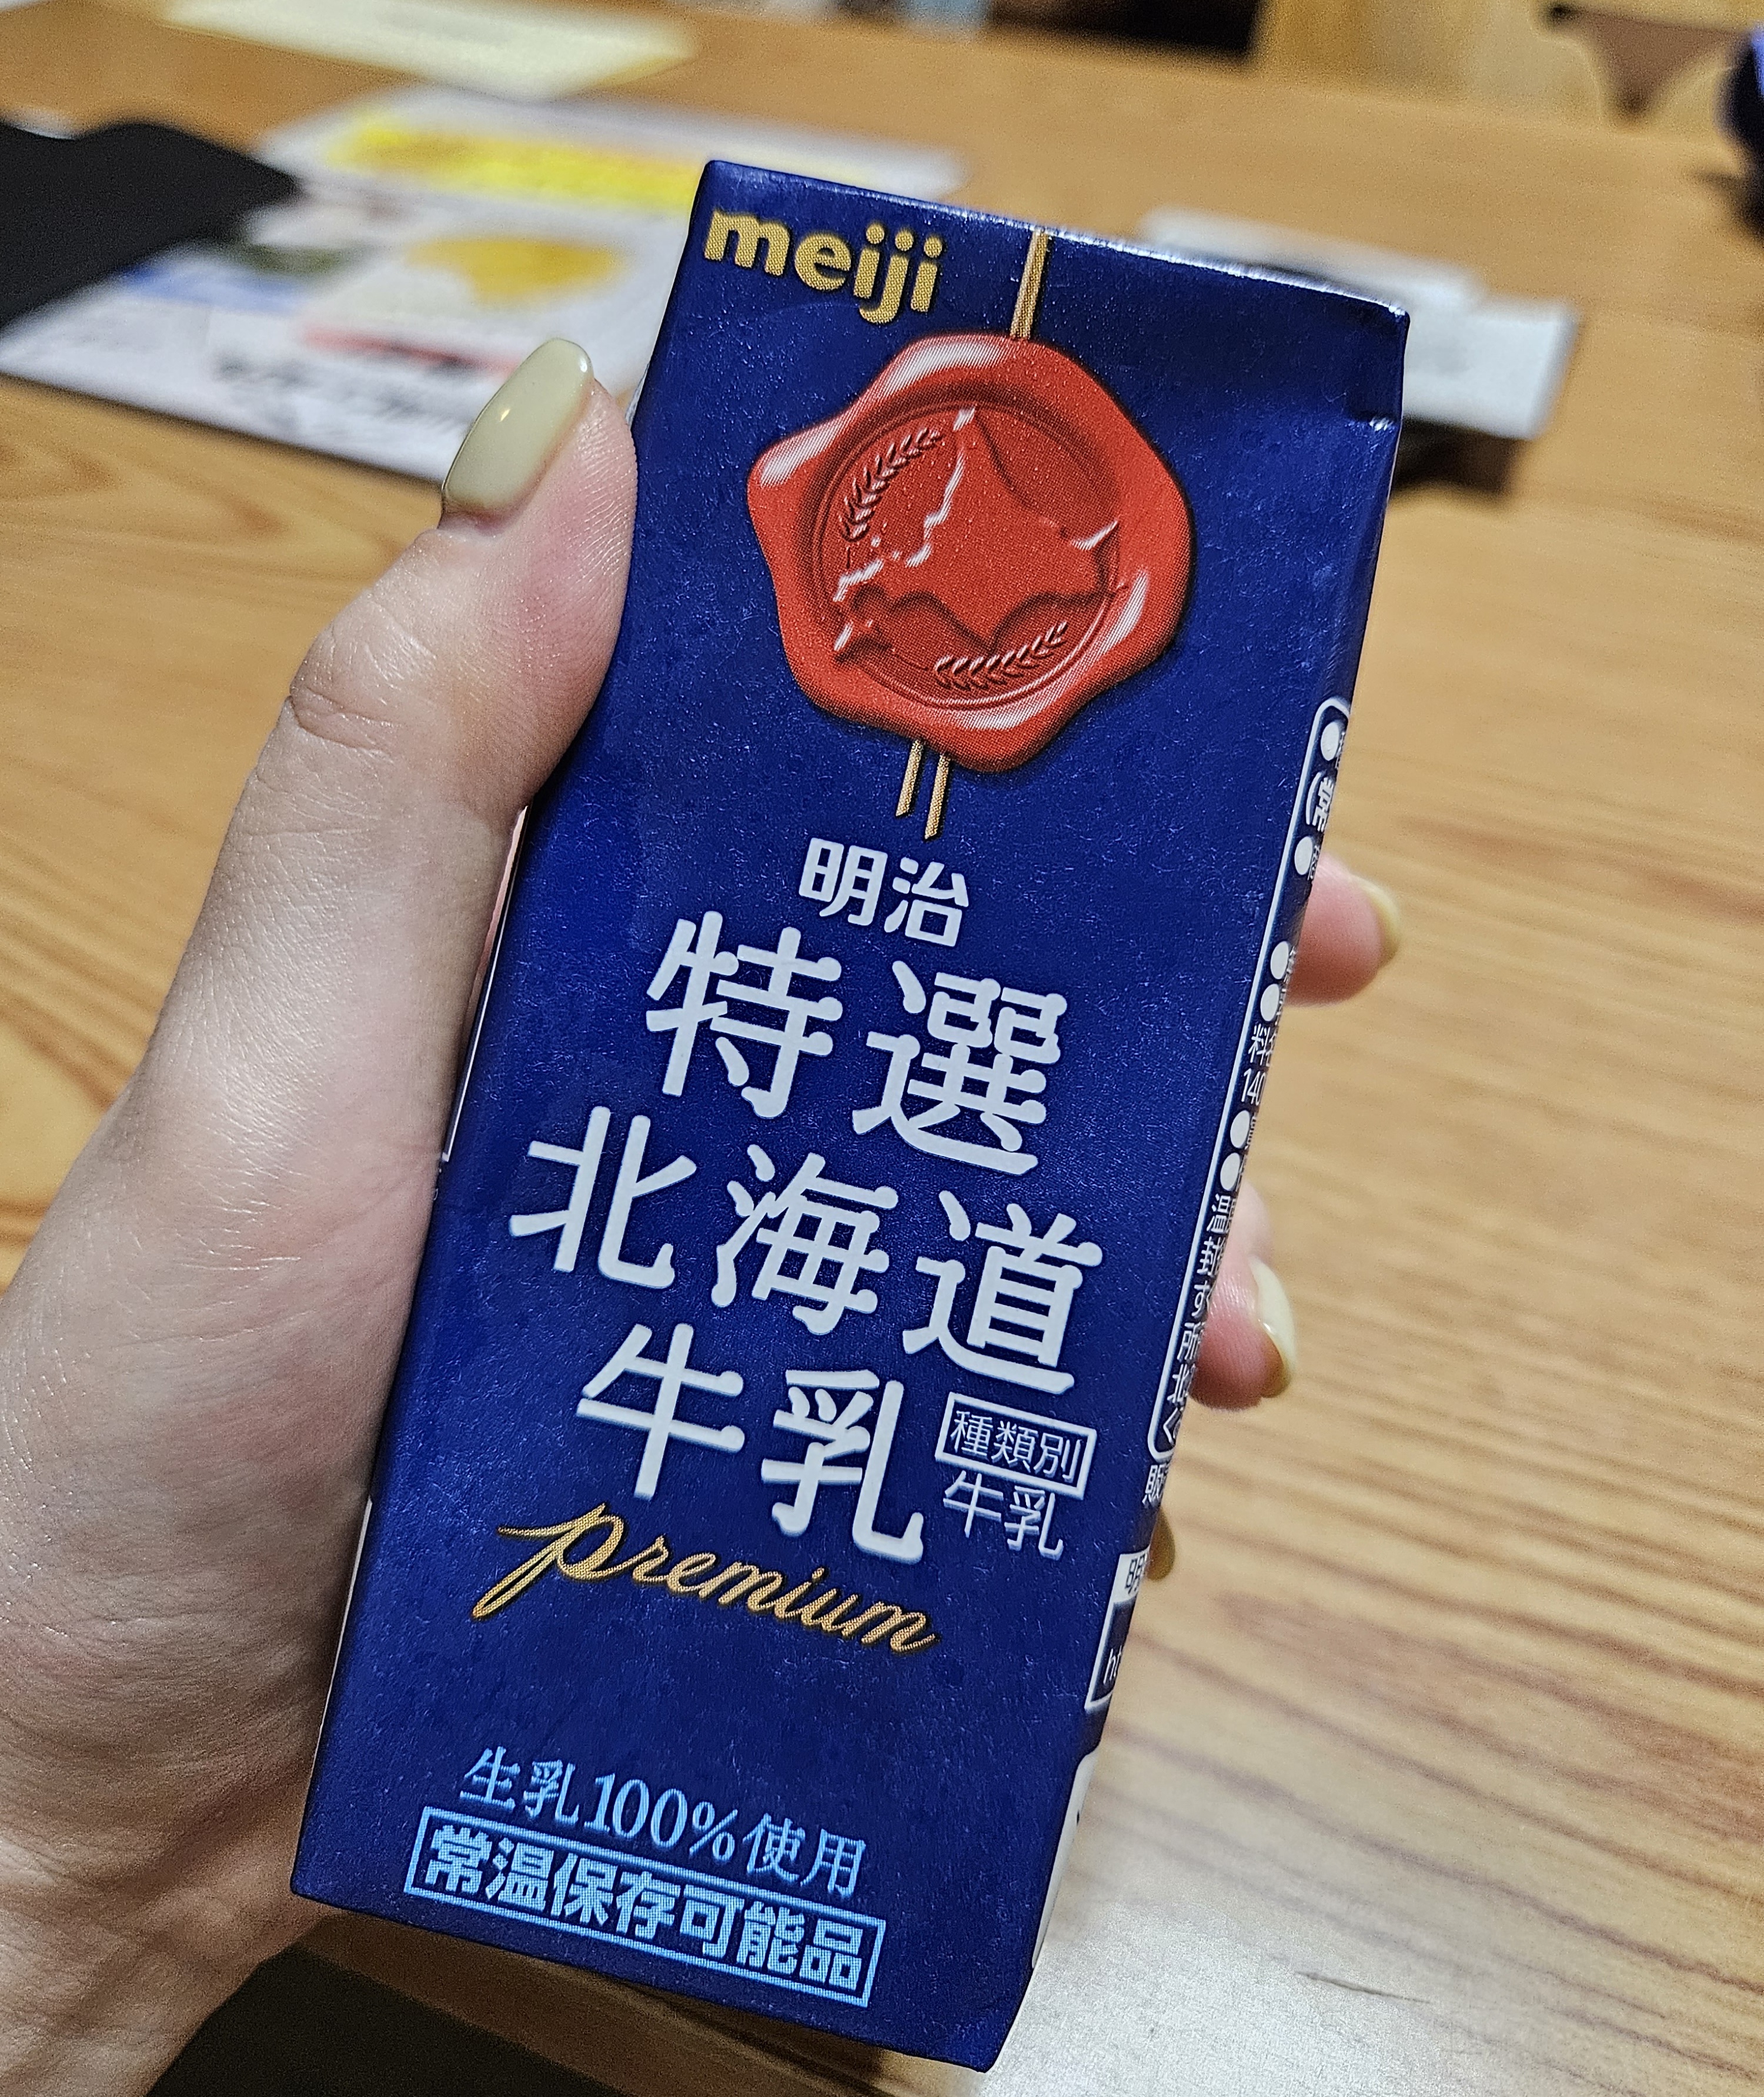 meiji
明治
特選
北海道
牛乳
種類別
牛乳
premium
生乳100%使用
常温保存可能品